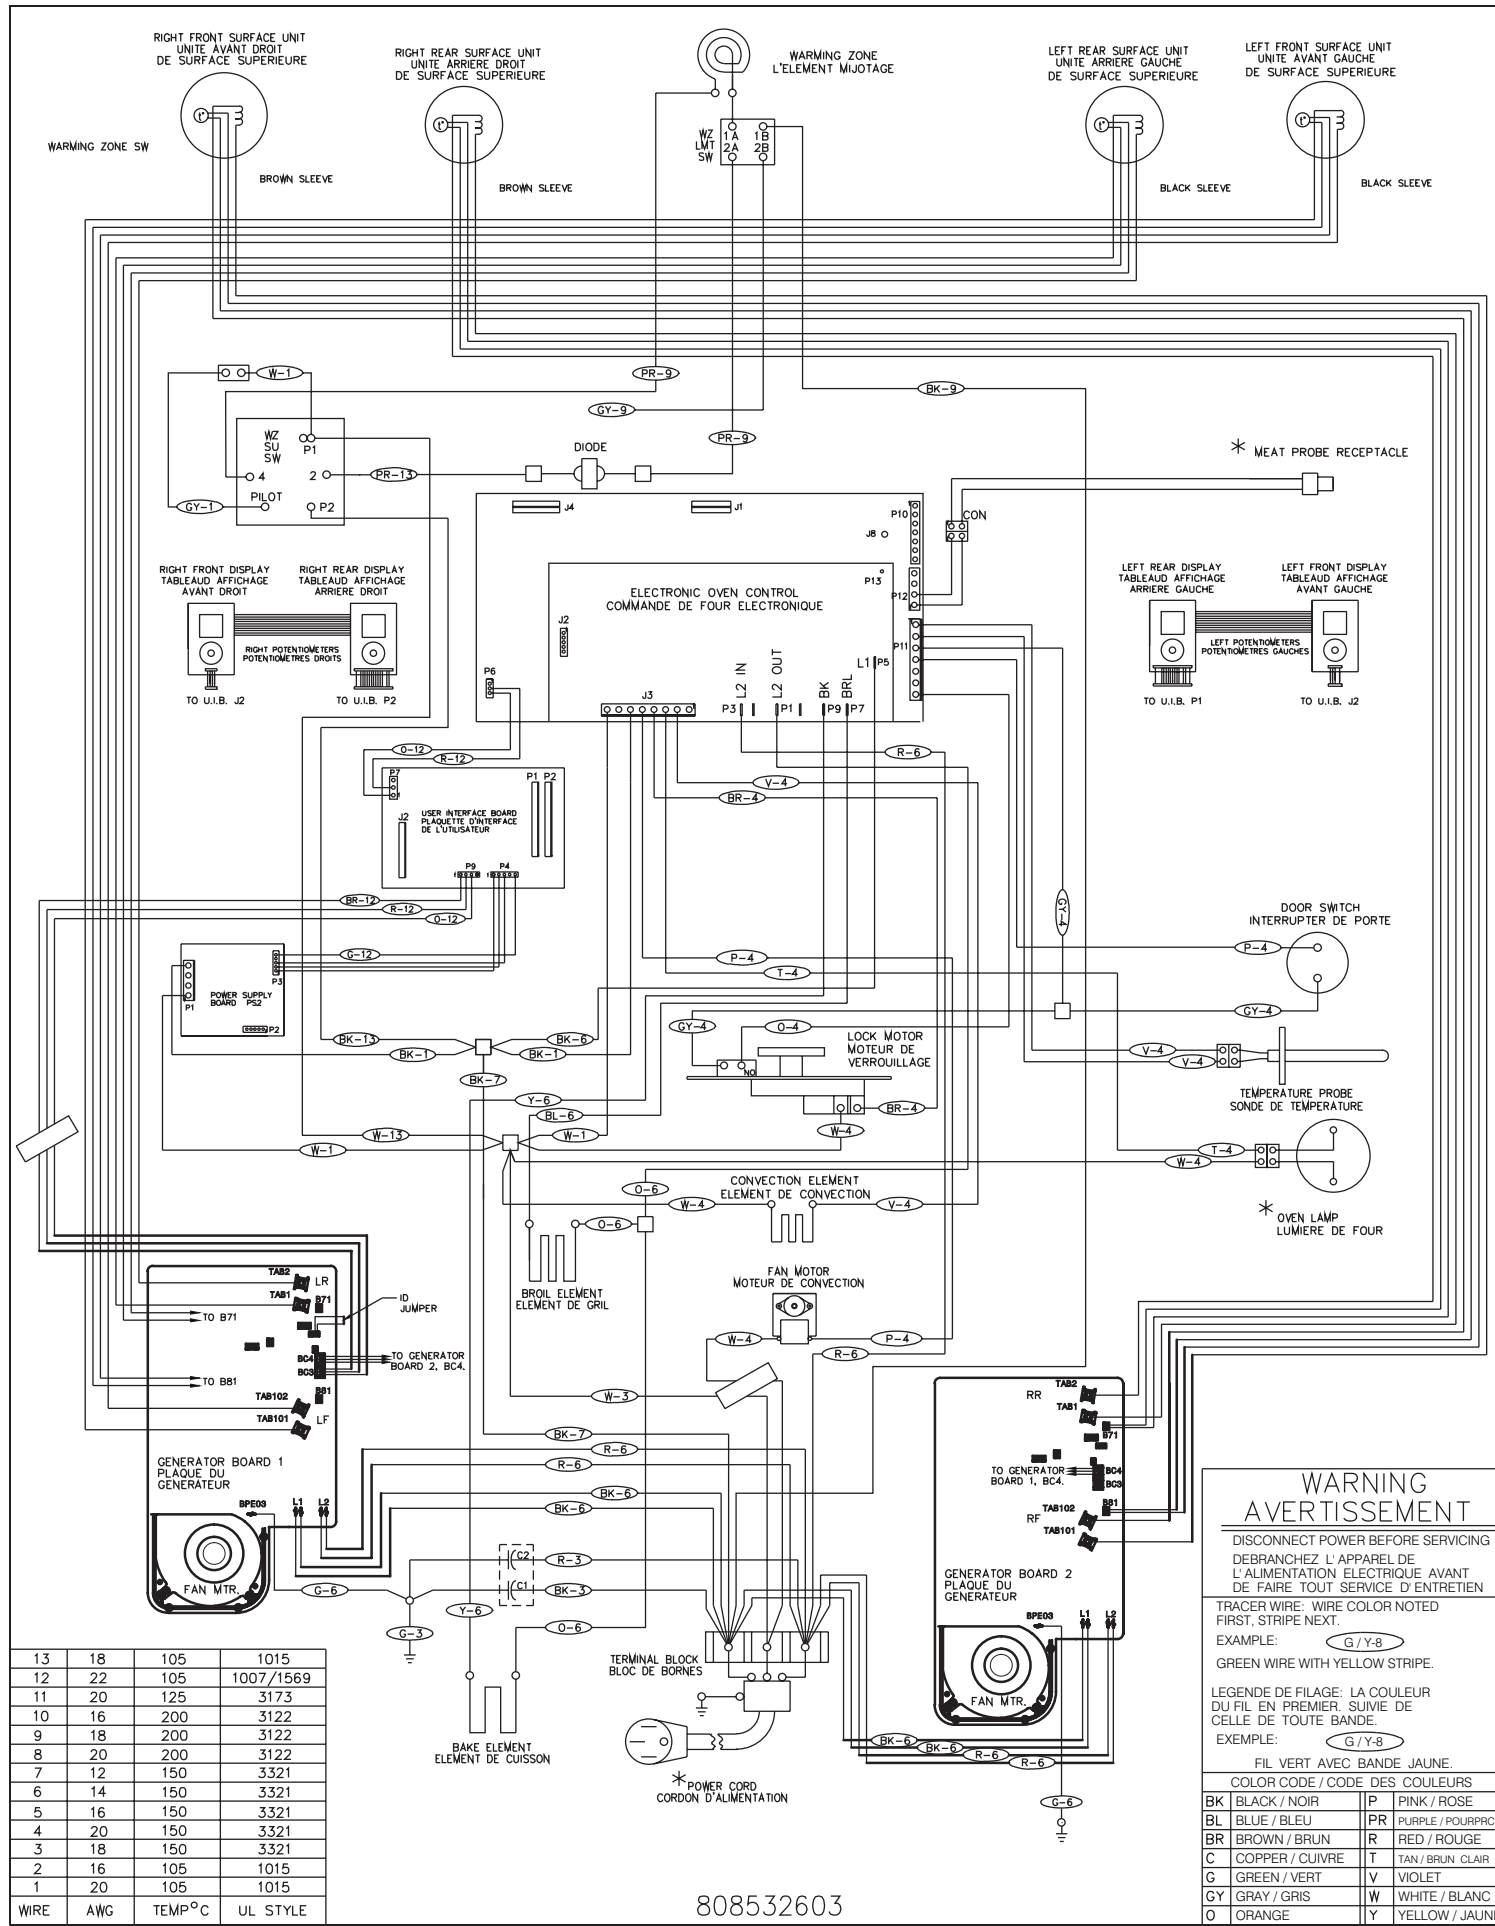 RIGHT FRONT SURFACE UNIT
UNITE AVANT DROIT
DE SURFACE SUPERIEURE
RIGHT REAR SURFACE UNIT
UNITE ARRIERE DROIT
DE SURFACE SUPERIEURE
WARMING ZONE
L'ELEMENT MIJOTAGE
LEFT REAR SURFACE UNIT
UNITE ARRIERE GAUCHE
DE SURFACE SUPERIEURE
LEFT FRONT SURFACE UNIT
UNITE AVANT GAUCHE
DE SURFACE SUPERIEURE
WARMING ZONE SW
BROWN SLEEVE
BROWN SLEEVE
WZ
LMT
SW
1A 1B
2A 2B
BLACK SLEEVE
BLACK SLEEVE
W-1
PR-9
GY-9
BK-9
PR-9
WZ
SU
SW
P1
4
2
PILOT
P2
GY-1
PR-13
DIODE
* MEAT PROBE RECEPTACLE
CON
J4
J1
P10
J8
P13
P12
P11
ELECTRONIC OVEN CONTROL
COMMANDE DE FOUR ELECTRONIQUE
J2
P6
J3
L2 IN
L2 OUT
BK
BRL
L1 P5
P3
P1
P9
P7
RIGHT FRONT DISPLAY
TABLEAUD AFFICHAGE
AVANT DROIT
RIGHT REAR DISPLAY
TABLEAUD AFFICHAGE
ARRIERE DROIT
RIGHT POTENTIOMETERS
POTENTIOMETRES DROITS
TO U.I.B. J2
TO U.I.B. P2
LEFT REAR DISPLAY
TABLEAUD AFFICHAGE
ARRIERE GAUCHE
LEFT FRONT DISPLAY
TABLEAUD AFFICHAGE
AVANT GAUCHE
LEFT POTENTIOMETERS
POTENTIOMETRES GAUCHES
TO U.I.B. P1
TO U.I.B. J2
O-12
R-12
R-6
V-4
BR-4
P7
P1 P2
J2
USER INTERFACE BOARD
PLAQUETTE D'INTERFACE
DE L'UTILISATEUR
P9
P4
BR-12
R-12
O-12
G-12
GY-4
DOOR SWITCH
INTERRUPTER DE PORTE
P-4
GY-4
P3
P1
POWER SUPPLY
BOARD PS2
P2
P-4
T-4
BK-13
BK-1
BK-6
BK-1
BK-7
GY-4
O-4
NO
LOCK MOTOR
MOTEUR DE
VERROUILLAGE
BR-4
W-4
V-4
V-4
TEMPERATURE PROBE
SONDE DE TEMPERATURE
Y-6
BL-6
W-13
W-1
W-1
T-4
W-4
* OVEN LAMP
LUMIERE DE FOUR
CONVECTION ELEMENT
ELEMENT DE CONVECTION
O-6
W-4
V-4
O-6
BROIL ELEMENT
ELEMENT DE GRIL
FAN MOTOR
MOTEUR DE CONVECTION
W-4
P-4
R-6
TAB2
LR
TAB1
B71
ID
JUMPER
TO B71
BC4
BC3
TO GENERATOR
BOARD 2, BC4.
TO B81
B81
TAB102
TAB101
LF
GENERATOR BOARD 1
PLAQUE DU
GENERATEUR
BPE03
L1
L2
FAN MTR.
W-3
BK-7
R-6
R-6
BK-6
BK-6
C2
C1
R-3
BK-3
G-6
G-3
Y-6
O-6
BAKE ELEMENT
ELEMENT DE CUISSON
TERMINAL BLOCK
BLOC DE BORNES
* POWER CORD
CORDON D'ALIMENTATION
TAB2
RR
TAB1
B71
TO GENERATOR
BOARD 1, BC4.
BC4
BC3
B81
TAB102
RF
TAB101
GENERATOR BOARD 2
PLAQUE DU
GENERATEUR
BPE03
L1
L2
FAN MTR.
BK-6
BK-6
R-6
R-6
G-6
13 18 105 1015
12 22 105 1007/1569
11 20 125 3173
10 16 200 3122
9 18 200 3122
8 20 200 3122
7 12 150 3321
6 14 150 3321
5 16 150 3321
4 20 150 3321
3 18 150 3321
2 16 105 1015
1 20 105 1015
WIRE AWG TEMP°C UL STYLE
808532603
WARNING
AVERTISSEMENT
DISCONNECT POWER BEFORE SERVICING
DEBRANCHEZ L' APPAREL DE
L' ALIMENTATION ELECTRIQUE AVANT
DE FAIRE TOUT SERVICE D' ENTRETIEN
TRACER WIRE: WIRE COLOR NOTED
FIRST, STRIPE NEXT.
EXAMPLE: G / Y-8
GREEN WIRE WITH YELLOW STRIPE.
LEGENDE DE FILAGE: LA COULEUR
DU FIL EN PREMIER. SUIVIE DE
CELLE DE TOUTE BANDE.
EXEMPLE: G / Y-8
FIL VERT AVEC BANDE JAUNE.
COLOR CODE / CODE DES COULEURS
BK BLACK / NOIR P PINK / ROSE
BL BLUE / BLEU PR PURPLE / POURPRC
BR BROWN / BRUN R RED / ROUGE
C COPPER / CUIVRE T TAN / BRUN CLAIR
G GREEN / VERT V VIOLET
GY GRAY / GRIS W WHITE / BLANC
O ORANGE Y YELLOW / JAUN